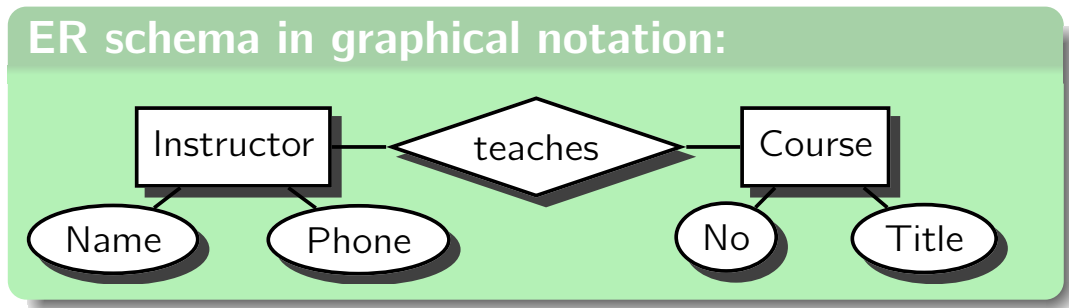 ER schema in graphical notation:
Instructor teaches Course
Name Phone No Title